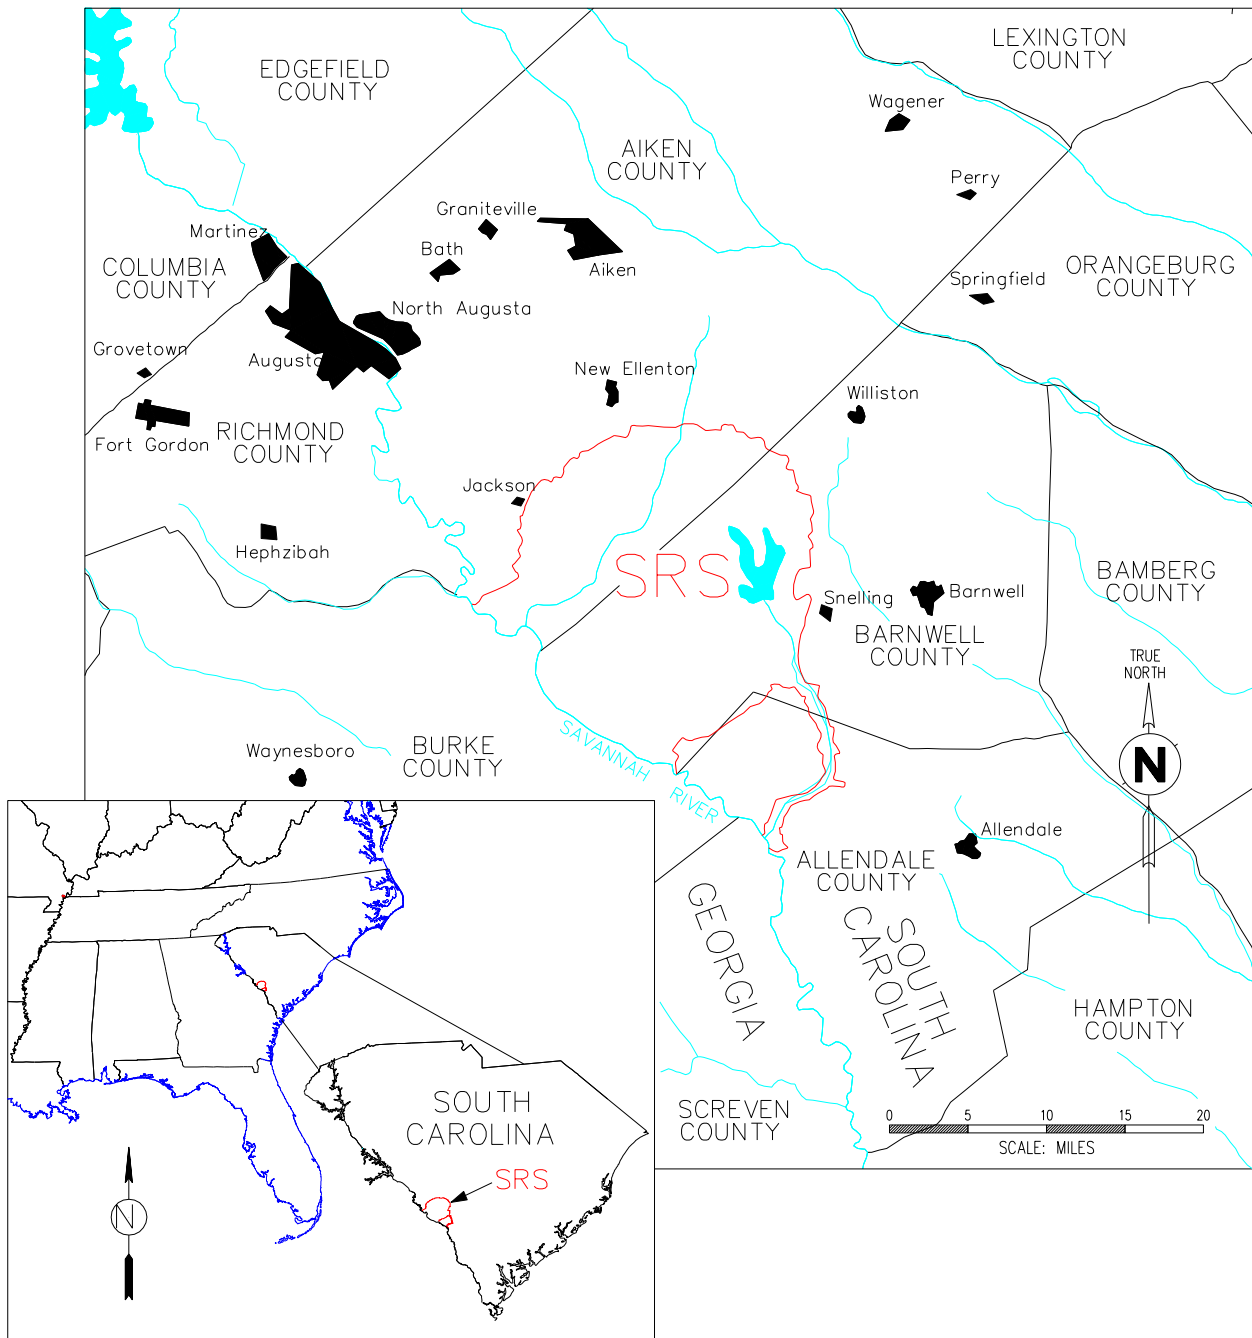 LEXINGTON
COUNTY
EDGEFIELD
COUNTY
Wagener
AIKEN
COUNTY
Perry
Graniteville
Martinez
Bath
Aiken
COLUMBIA
COUNTY
ORANGEBURG
COUNTY
Springfield
North Augusta
Grovetown
Augusta
New Ellenton
Williston
Fort Gordon
RICHMOND
COUNTY
Jackson
Hephzibah
SRS
Snelling
Barnwell
BAMBERG
COUNTY
BARNWELL
COUNTY
TRUE
NORTH
N
SAVANNAH RIVER
Waynesboro
BURKE
COUNTY
Allendale
ALLENDALE
COUNTY
GEORGIA
SOUTH
CAROLINA
HAMPTON
COUNTY
SCREVEN
COUNTY
0 5 10 15 20
SCALE: MILES
SOUTH
CAROLINA
SRS
N